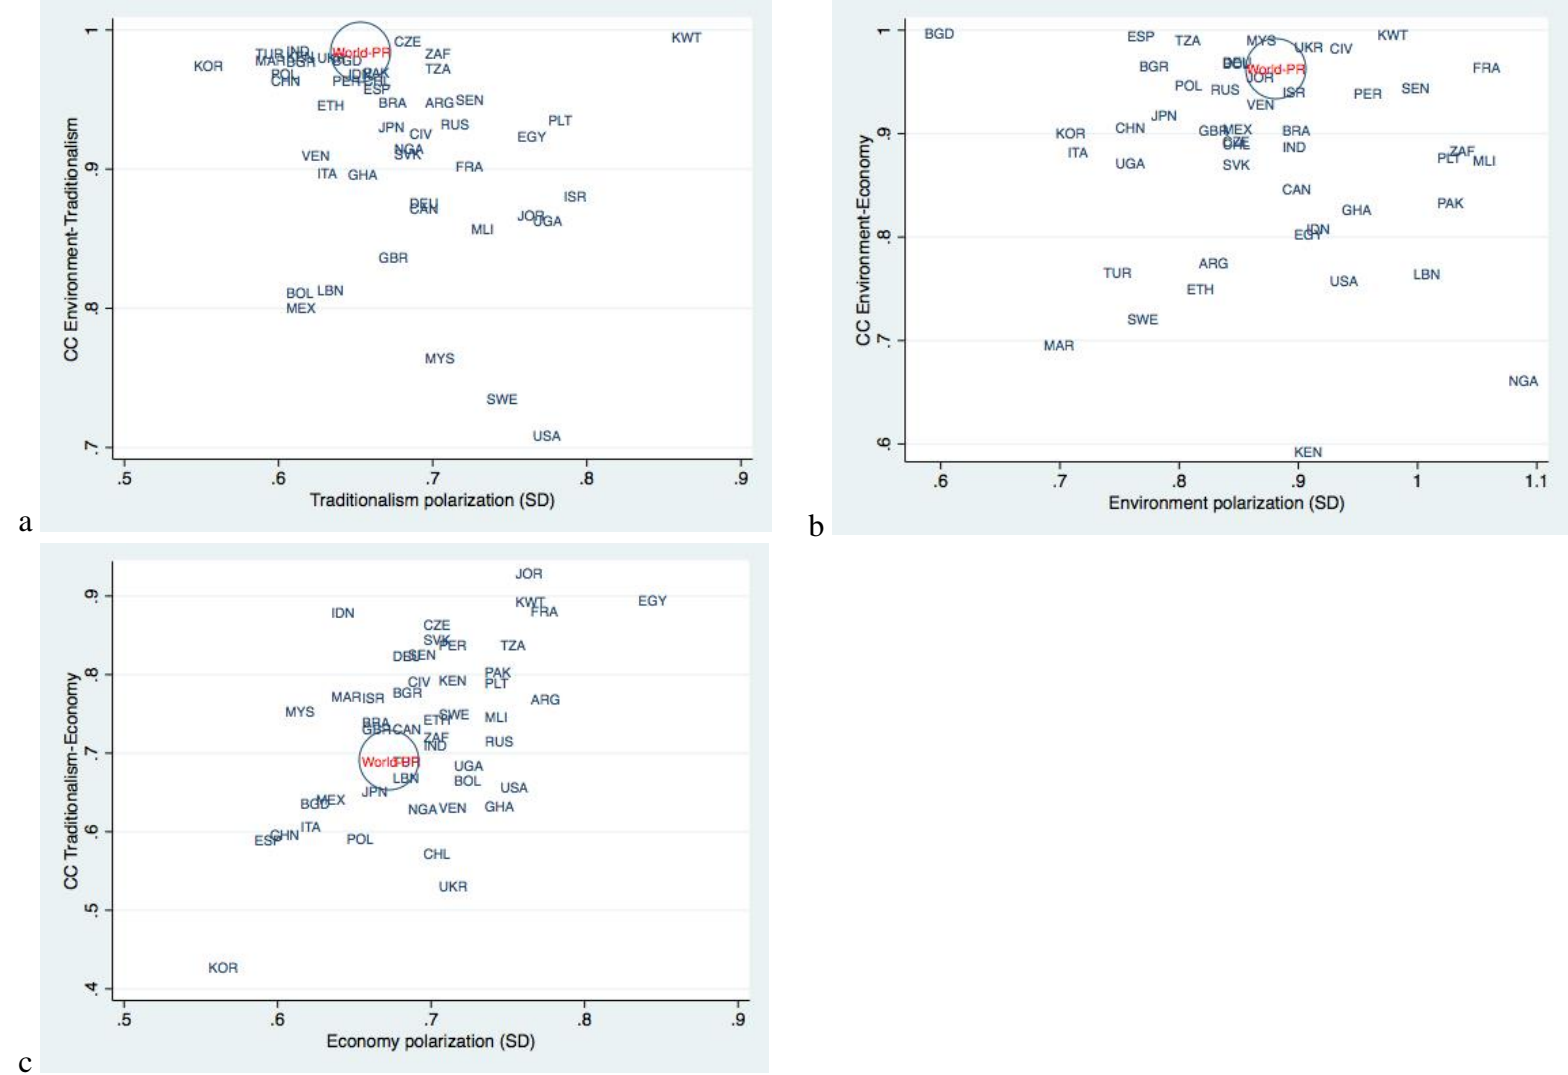 1
.9
.8
.7
CC Environment-Traditionalism
CZE
KWT
TUR IND
World-PR
ZAF
KOR
TZA
POL
CHN
PER PHL
ESP
ETH
BRA
ARG SEN
JPN
RUS
PLT
CIV
EGY
NGA
SVK
VEN
ITA
GHA
FRA
ISR
DEU
CAN
JOR
UGA
MLI
GBR
BOL LBN
MEX
MYS
SWE
USA
.5 .6 .7 .8 .9
Traditionalism polarization (SD)
a
1
.9
.8
.7
.6
CC Environment-Economy
BGD
ESP
TZA
MYS
UKR CIV
KWT
BGR
World-PR
FRA
JOR
POL
RUS
ISR
PER
SEN
VEN
JPN
CHN
KOR
GBR
MEX
BRA
CZE
IND
ITA
UGA
SVK
ZAF
PLT
MLI
CAN
GHA
PAK
IDN
EGY
ARG
TUR
ETH
USA
LBN
SWE
MAR
NGA
KEN
.6 .7 .8 .9 1 1.1
Environment polarization (SD)
b
.9
.8
.7
.6
.5
.4
CC Traditionalism-Economy
JOR
KWT
EGY
FRA
IDN
CZE
SVK
PER
TZA
DEU
SEN
PAK
CIV KEN
PLT
BGR
MAR ISR
ARG
MYS
ETH
SWE
MLI
BRA
GBR CAN
ZAF
IND
RUS
World-PR
UGA
LBN
BOL
JPN
USA
BGD
MEX
NGA VEN
GHA
ITA
ESP
CHN
POL
CHL
UKR
KOR
.5 .6 .7 .8 .9
Economy polarization (SD)
c